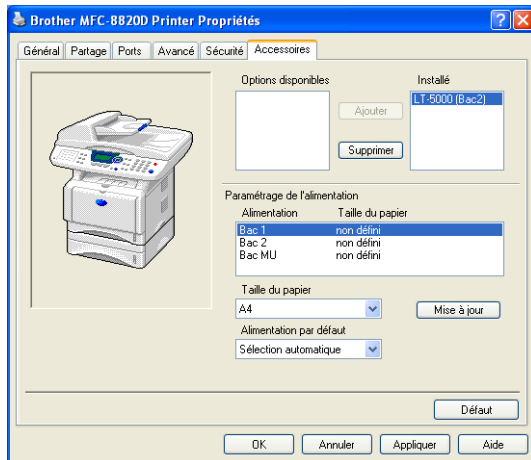 Brother MFC-8820D Printer Propriétés
Général Partage Ports Avancé Sécurité Accessoires
Options disponibles Installé
LT-5000 (Bac2)
Ajouter
Supprimer
Paramétrage de l'alimentation
Alimentation Taille du papier
Bac 1 non défini
Bac 2 non défini
Bac MU non défini
Taille du papier
A4 Mise à jour
Alimentation par défaut
Sélection automatique
Défaut
OK Annuler Appliquer Aide